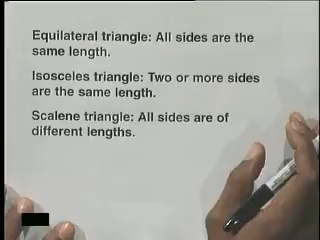 Equilateral triangle: All sides are the
same length.
Isosceles triangle: Two or more sides
are the same length.
Scalene triangle: All sides are of
different lengths.